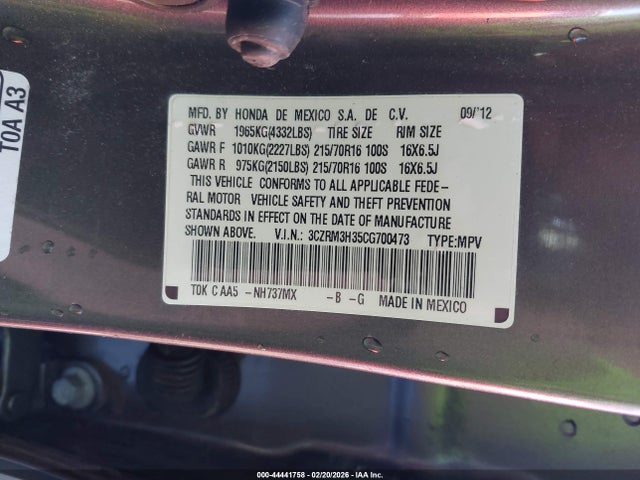 TOA A3
MFD. BY HONDA DE MEXICO S.A. DE C.V. 09/'12
GVWR 1965KG(4332LBS) TIRE SIZE RIM SIZE
GAWR F 1010KG(2227LBS) 215/70R16 100S 16X6.5J
GAWR R 975KG(2150LBS) 215/70R16 100S 16X6.5J
THIS VEHICLE CONFORMS TO ALL APPLICABLE FEDE-
RAL MOTOR VEHICLE SAFETY AND THEFT PREVENTION
STANDARDS IN EFFECT ON THE DATE OF MANUFACTURE
SHOWN ABOVE. V.I.N.: 3CZRM3H35CG700473 TYPE:MPV
TDK C AA5 -NH737MX -B -G MADE IN MEXICO
000-44441758 - 02/20/2026 - IAA Inc.